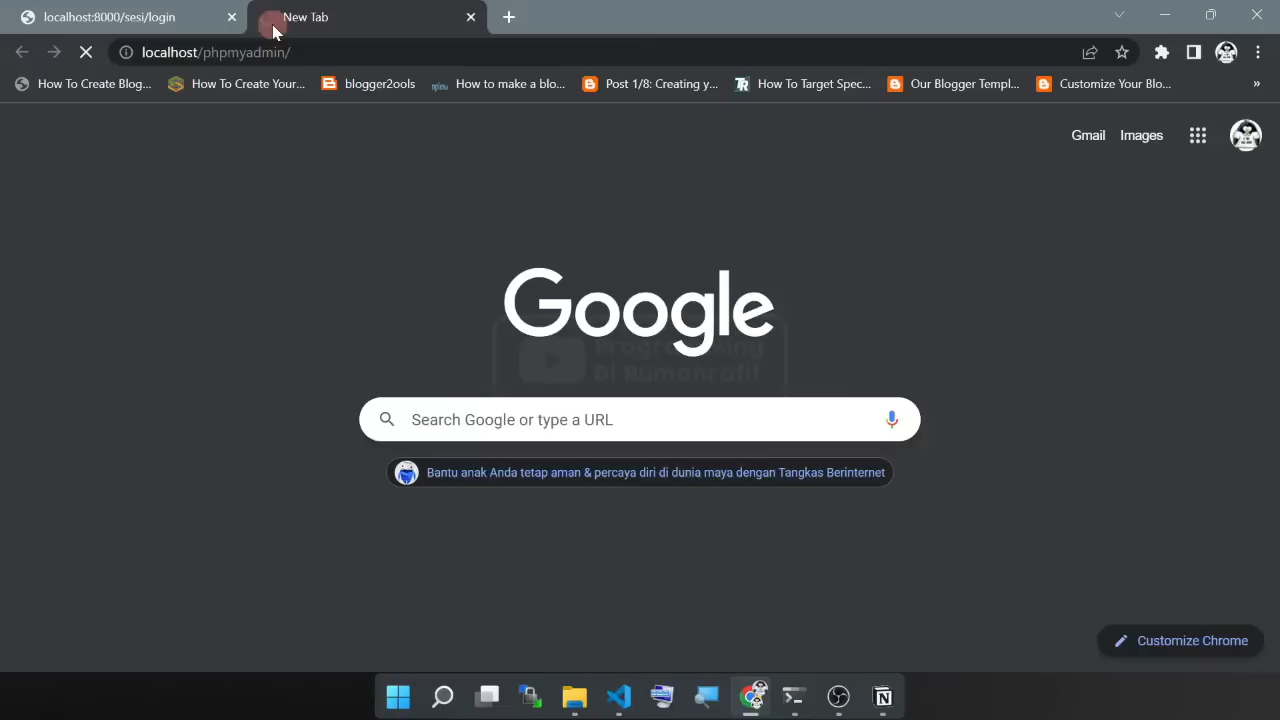 localhost:8000/sesi/login
New Tab
localhost/phpmyadmin/
How To Create Blog...
How To Create Your...
blogger2ools
How to make a blo...
Post 1/8: Creating y...
How To Target Spec...
Our Blogger Templ...
Customize Your Blo...
»
Gmail
Images
Google
Programming
Di Rumahrafif
Search Google or type a URL
Bantu anak Anda tetap aman & percaya diri di dunia maya dengan Tangkas Berinternet
Customize Chrome